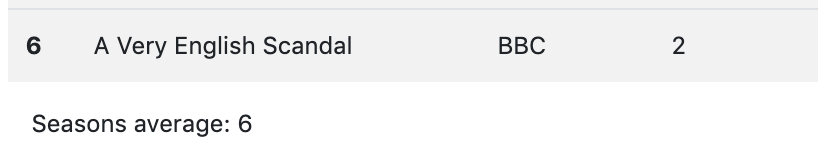 6 A Very English Scandal BBC 2
Seasons average: 6